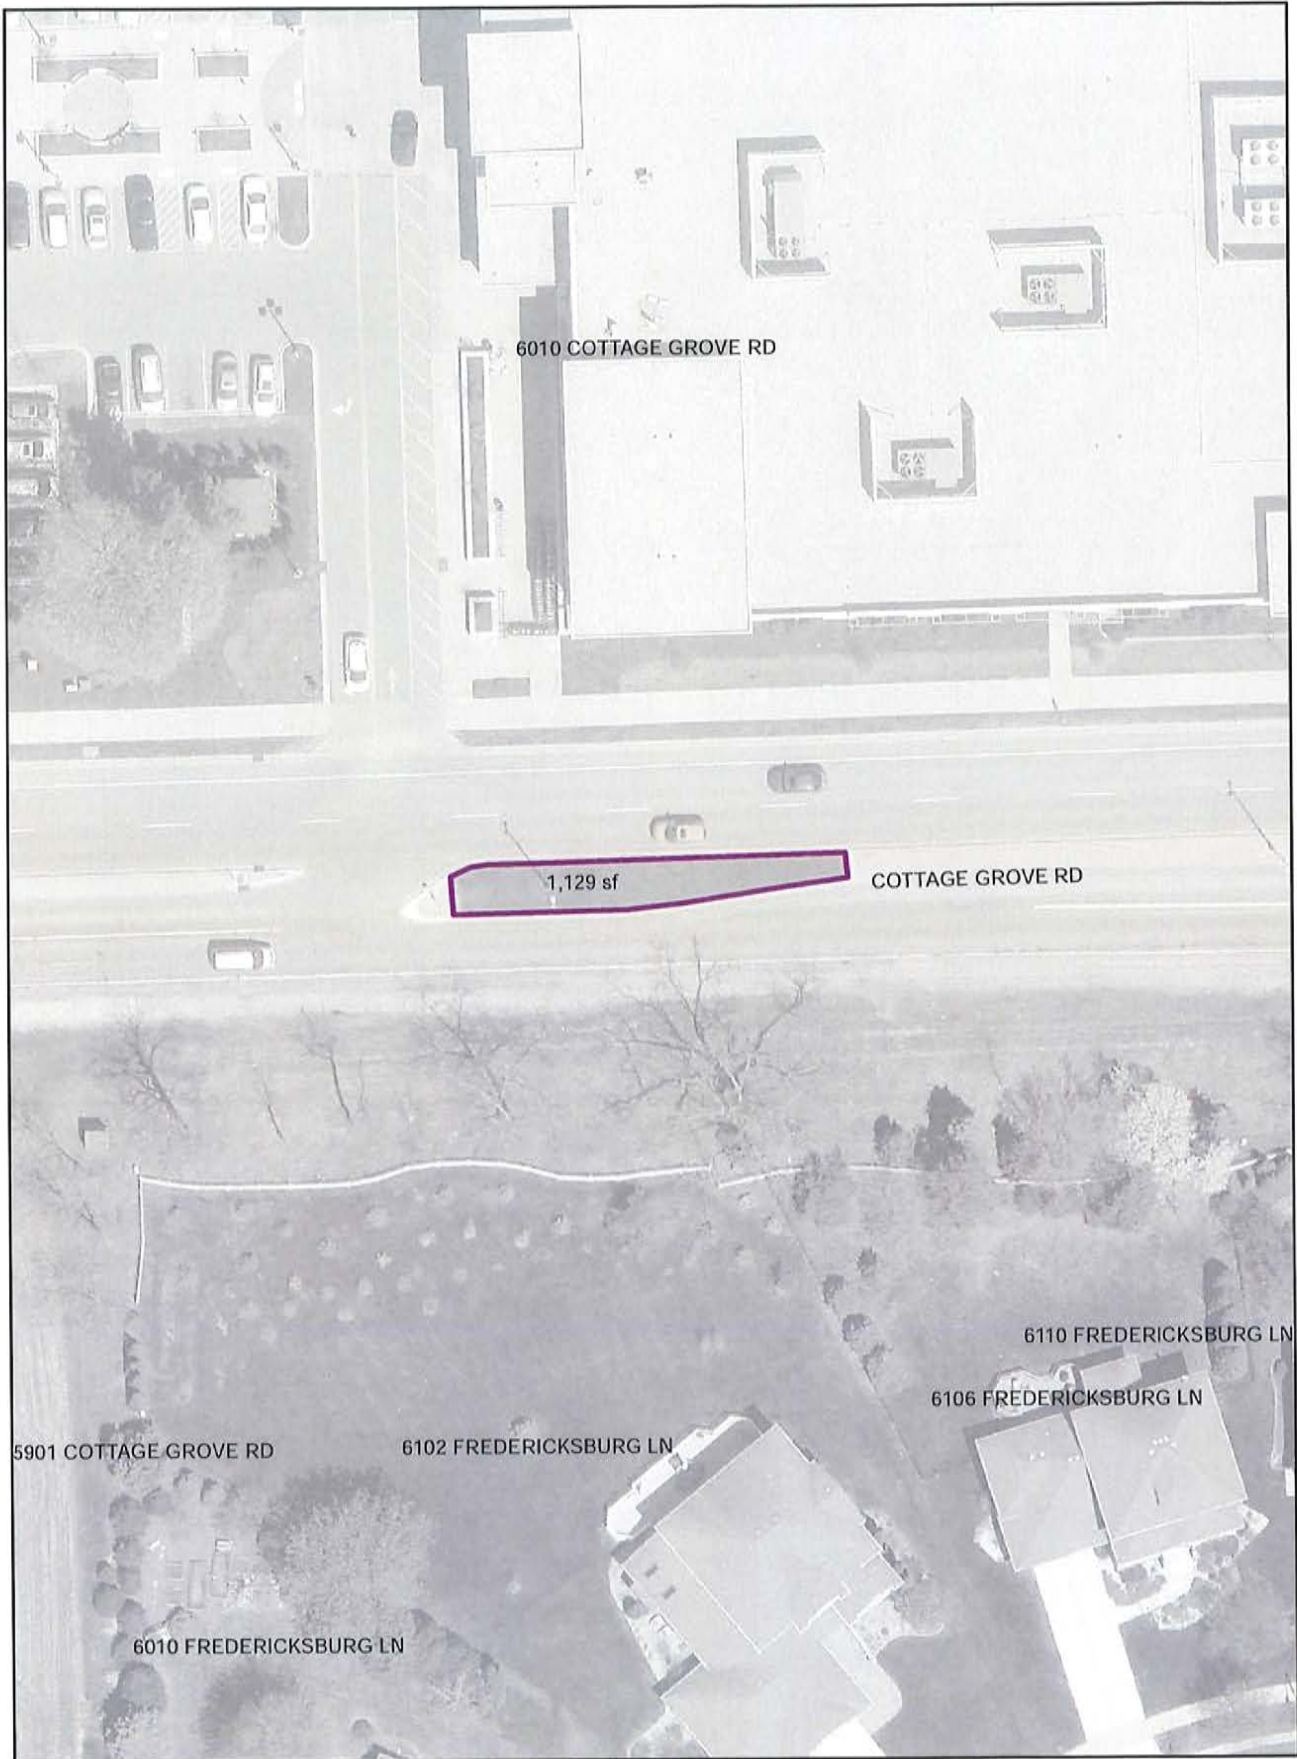 6010 COTTAGE GROVE RD
1,129 sf
COTTAGE GROVE RD
6110 FREDERICKSBURG LN
6106 FREDERICKSBURG LN
5901 COTTAGE GROVE RD
6102 FREDERICKSBURG LN
6010 FREDERICKSBURG LN